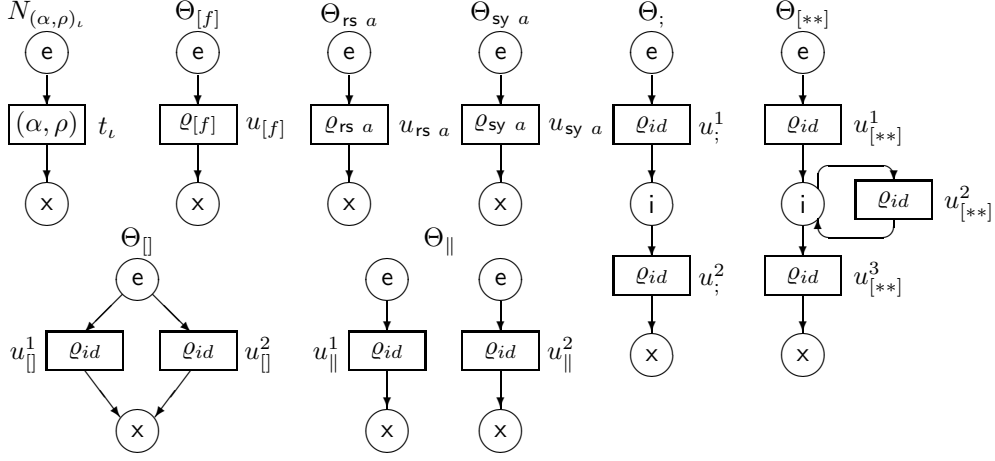 N_{(α,ρ)_ι} Θ_{[f]} Θ_{rs a} Θ_{sy a} Θ_; Θ_{[**]}
e e e e e e
(α, ρ) t_ι ϱ_{[f]} u_{[f]} ϱ_{rs a} u_{rs a} ϱ_{sy a} u_{sy a} ϱ_{id} u_;^1 ϱ_{id} u_{[**]}^1
x x x x i i ϱ_{id} u_{[**]}^2
Θ_{[]} Θ_∥
e e e ϱ_{id} u_;^2 ϱ_{id} u_{[**]}^3
u_{[]}^1 ϱ_{id} ϱ_{id} u_{[]}^2 u_∥^1 ϱ_{id} ϱ_{id} u_∥^2 x x
x x x